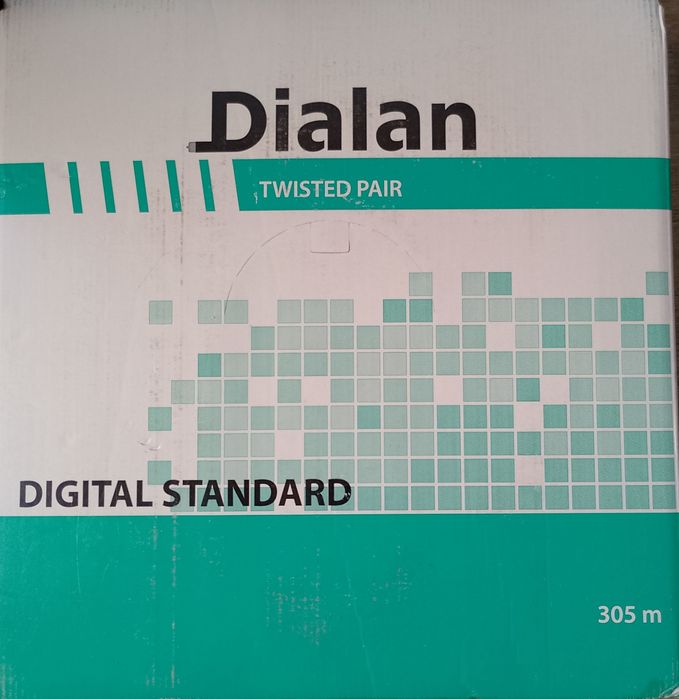 Dialan
TWISTED PAIR
DIGITAL STANDARD
305 m